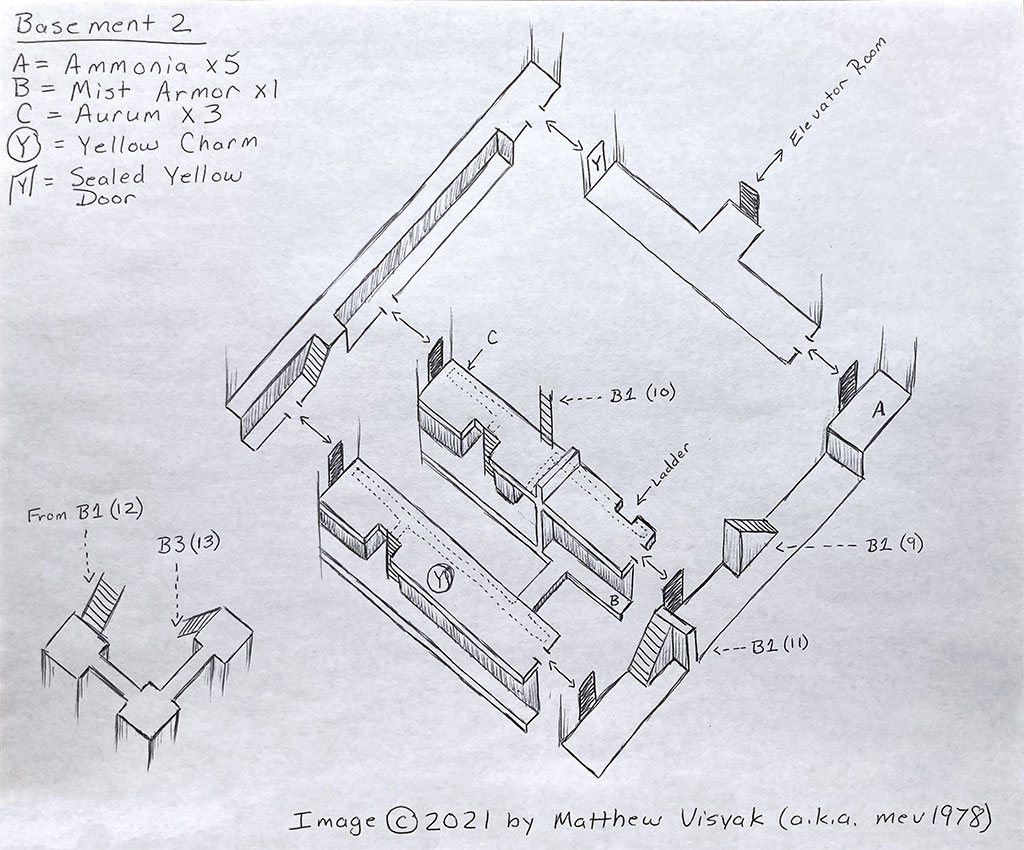 Basement 2
A = Ammonia x5
B = Mist Armor x1
C = Aurum x3
Y = Yellow Charm
Y = Sealed Yellow
Door
Elevator Room
Y
C
B1 (10)
A
Ladder
From B1 (12)
B3 (13)
B1 (9)
Y
B
B1 (11)
Image © 2021 by Matthew Visyak (a.k.a. mev1978)